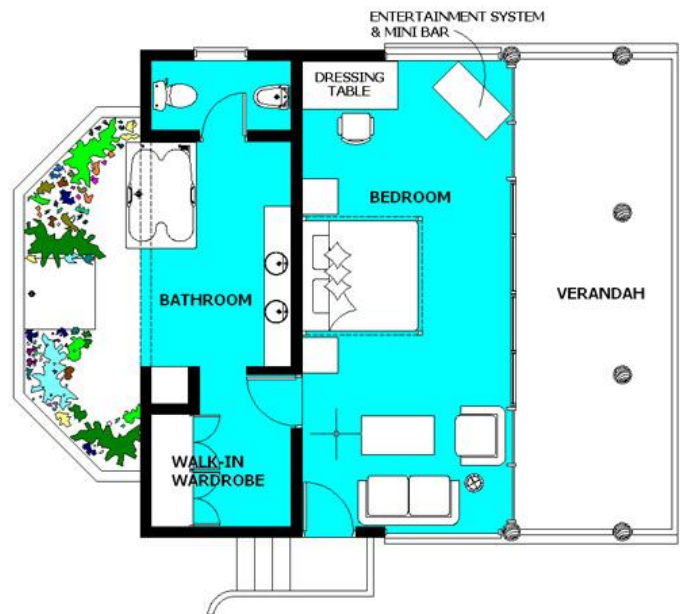 ENTERTAINMENT SYSTEM
& MINI BAR
DRESSING
TABLE
BEDROOM
VERANDAH
BATHROOM
WALK-IN
WARDROBE